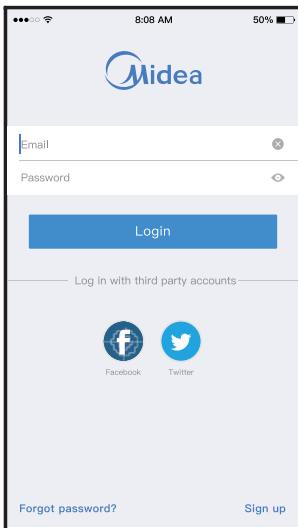 8:08 AM 50%
Midea
Email
Password
Login
Log in with third party accounts
Facebook Twitter
Forgot password? Sign up